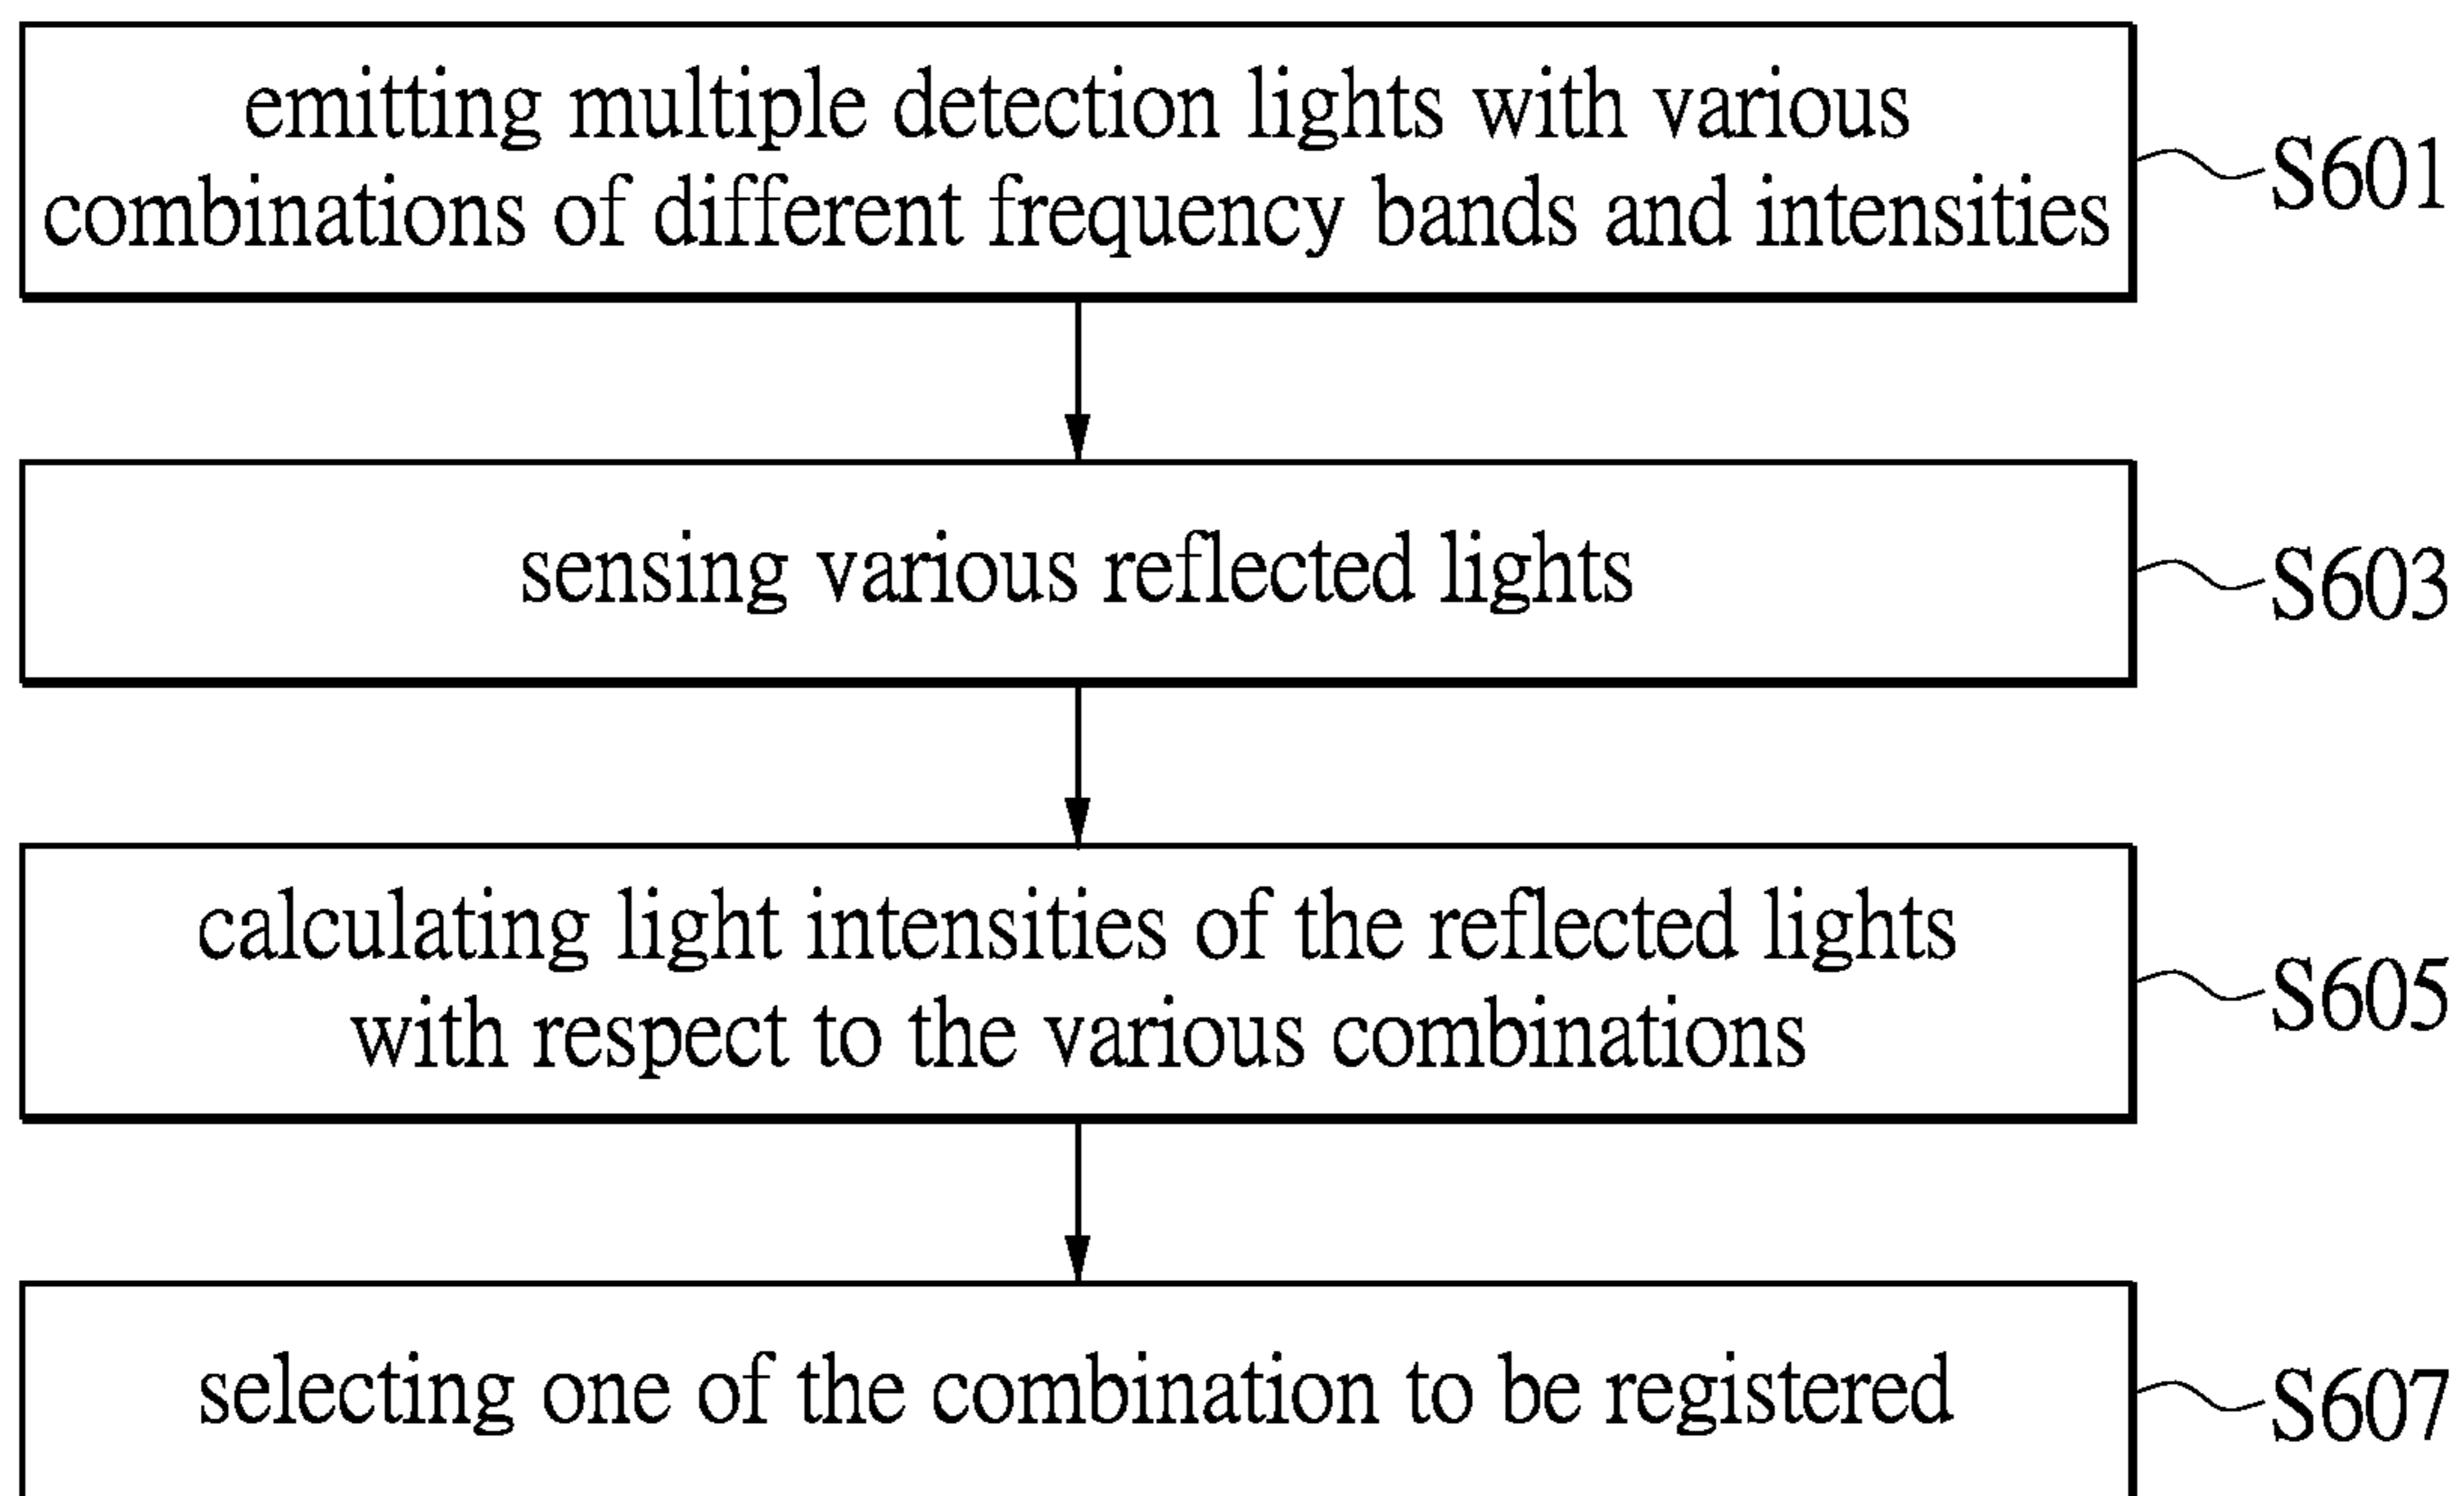 emitting multiple detection lights with various
combinations of different frequency bands and intensities
S601
sensing various reflected lights
S603
calculating light intensities of the reflected lights
with respect to the various combinations
S605
selecting one of the combination to be registered
S607